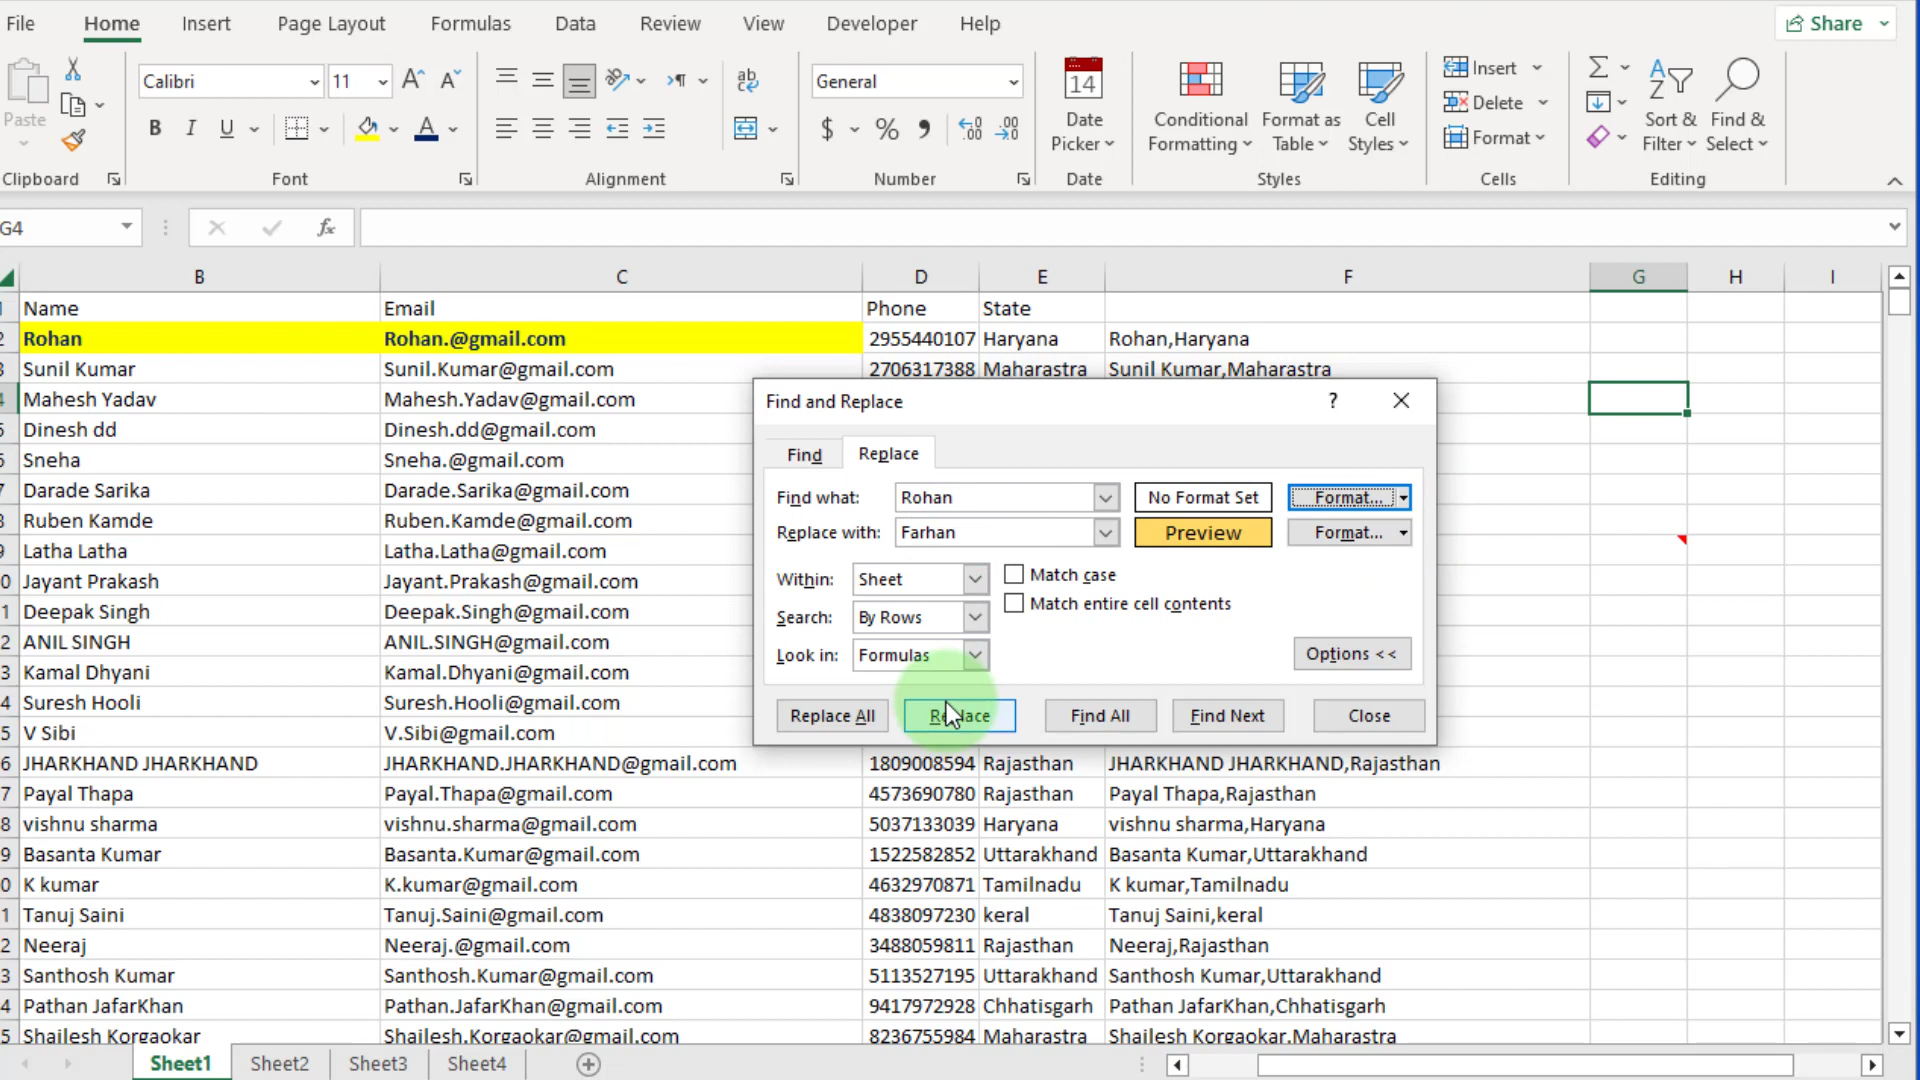 File Home Insert Page Layout Formulas Data Review View Developer Help Share
Calibri 11 General
Paste
B I U
Date Picker
Conditional Formatting
Format as Table
Cell Styles
Insert
Delete
Format
Sort & Filter
Find & Select
Clipboard Font Alignment Number Date Styles Cells Editing
G4 fx
B C D E F G H I
Name Email Phone State
Rohan Rohan.@gmail.com 2955440107 Haryana Rohan,Haryana
Sunil Kumar Sunil.Kumar@gmail.com 2706317388 Maharastra Sunil Kumar,Maharastra
Mahesh Yadav Mahesh.Yadav@gmail.com
Dinesh dd Dinesh.dd@gmail.com
Sneha Sneha.@gmail.com
Darade Sarika Darade.Sarika@gmail.com
Ruben Kamde Ruben.Kamde@gmail.com
Latha Latha Latha.Latha@gmail.com
Jayant Prakash Jayant.Prakash@gmail.com
Deepak Singh Deepak.Singh@gmail.com
ANIL SINGH ANIL.SINGH@gmail.com
Kamal Dhyani Kamal.Dhyani@gmail.com
Suresh Hooli Suresh.Hooli@gmail.com
V Sibi V.Sibi@gmail.com
JHARKHAND JHARKHAND JHARKHAND.JHARKHAND@gmail.com 1809008594 Rajasthan JHARKHAND JHARKHAND,Rajasthan
Payal Thapa Payal.Thapa@gmail.com 4573690780 Rajasthan Payal Thapa,Rajasthan
vishnu sharma vishnu.sharma@gmail.com 5037133039 Haryana vishnu sharma,Haryana
Basanta Kumar Basanta.Kumar@gmail.com 1522582852 Uttarakhand Basanta Kumar,Uttarakhand
K kumar K.kumar@gmail.com 4632970871 Tamilnadu K kumar,Tamilnadu
Tanuj Saini Tanuj.Saini@gmail.com 4838097230 keral Tanuj Saini,keral
Neeraj Neeraj.@gmail.com 3488059811 Rajasthan Neeraj,Rajasthan
Santhosh Kumar Santhosh.Kumar@gmail.com 5113527195 Uttarakhand Santhosh Kumar,Uttarakhand
Pathan JafarKhan Pathan.JafarKhan@gmail.com 9417972928 Chhatisgarh Pathan JafarKhan,Chhatisgarh
Shailesh Korgaokar Shailesh.Korgaokar@gmail.com 8236755984 Maharastra Shailesh Korgaokar,Maharastra
Find and Replace ?
Find Replace
Find what: Rohan No Format Set Format...
Replace with: Farhan Preview Format...
Within: Sheet Match case
Search: By Rows Match entire cell contents
Look in: Formulas Options <<
Replace All Replace Find All Find Next Close
Sheet1 Sheet2 Sheet3 Sheet4